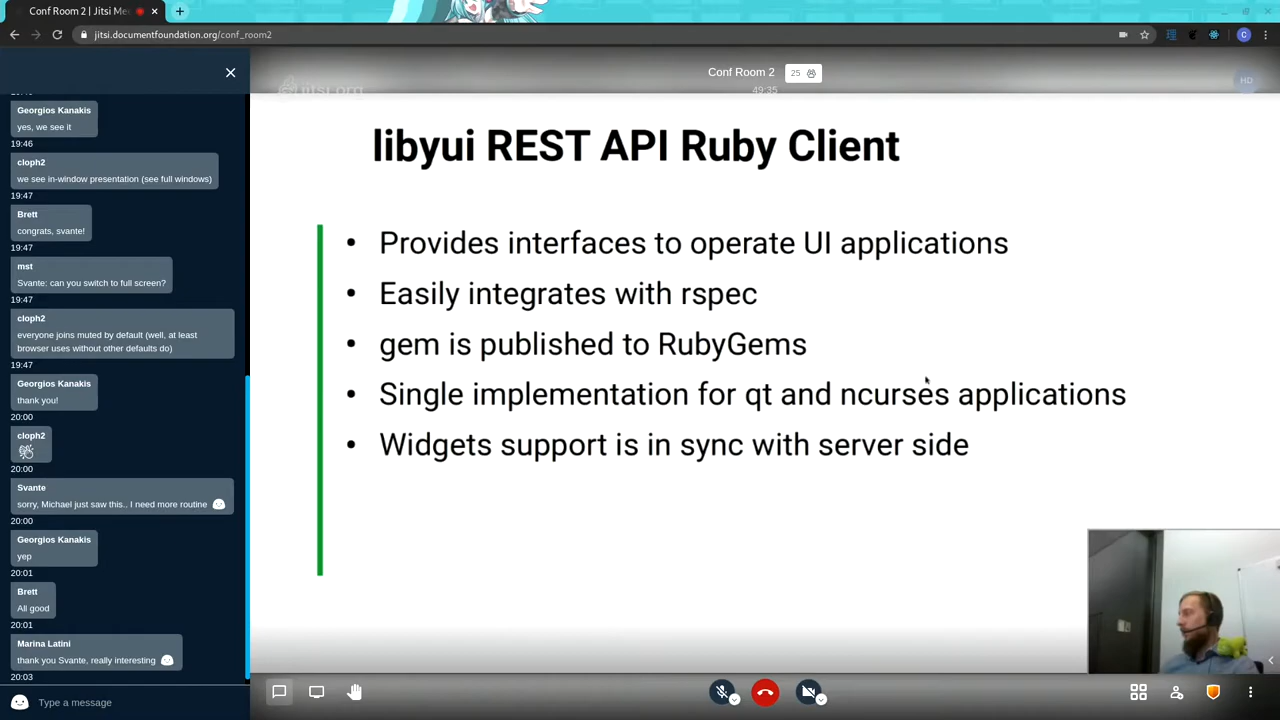 Conf Room 2 | Jitsi Me
jitsi.documentfoundation.org/conf_room2
C
Conf Room 2
25
49:35
jitsi.org
HD
Georgios Kanakis
yes, we see it
19:46
cloph2
we see in-window presentation (see full windows)
19:47
Brett
congrats, svante!
19:47
mst
Svante: can you switch to full screen?
19:47
cloph2
everyone joins muted by default (well, at least
browser uses without other defaults do)
19:47
Georgios Kanakis
thank you!
20:00
cloph2
20:00
Svante
sorry, Michael just saw this.. I need more routine
20:00
Georgios Kanakis
yep
20:01
Brett
All good
20:01
Marina Latini
thank you Svante, really interesting
20:03
Type a message
libyui REST API Ruby Client
• Provides interfaces to operate UI applications
• Easily integrates with rspec
• gem is published to RubyGems
• Single implementation for qt and ncurses applications
• Widgets support is in sync with server side